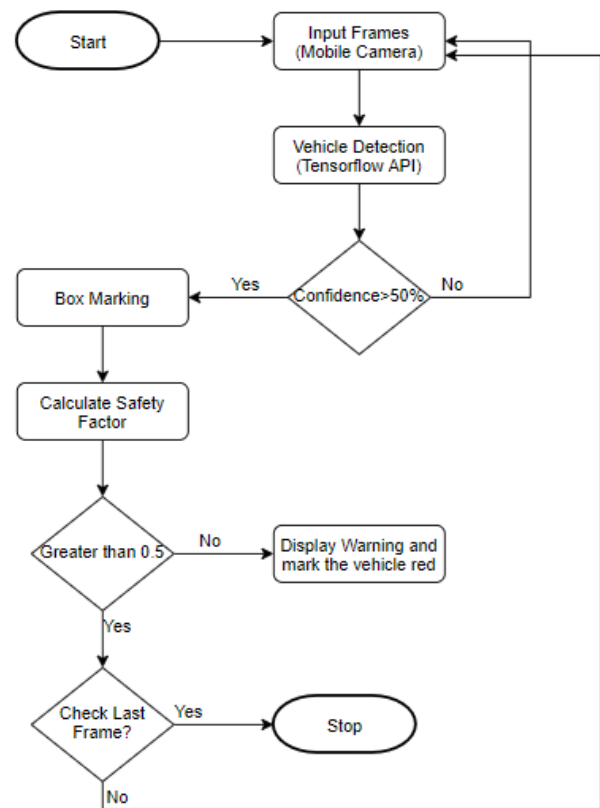 Start
Input Frames
(Mobile Camera)
Vehicle Detection
(Tensorflow API)
Confidence>50%
Yes
No
Box Marking
Calculate Safety
Factor
Greater than 0.5
No
Display Warning and
mark the vehicle red
Yes
Check Last
Frame?
Yes
Stop
No